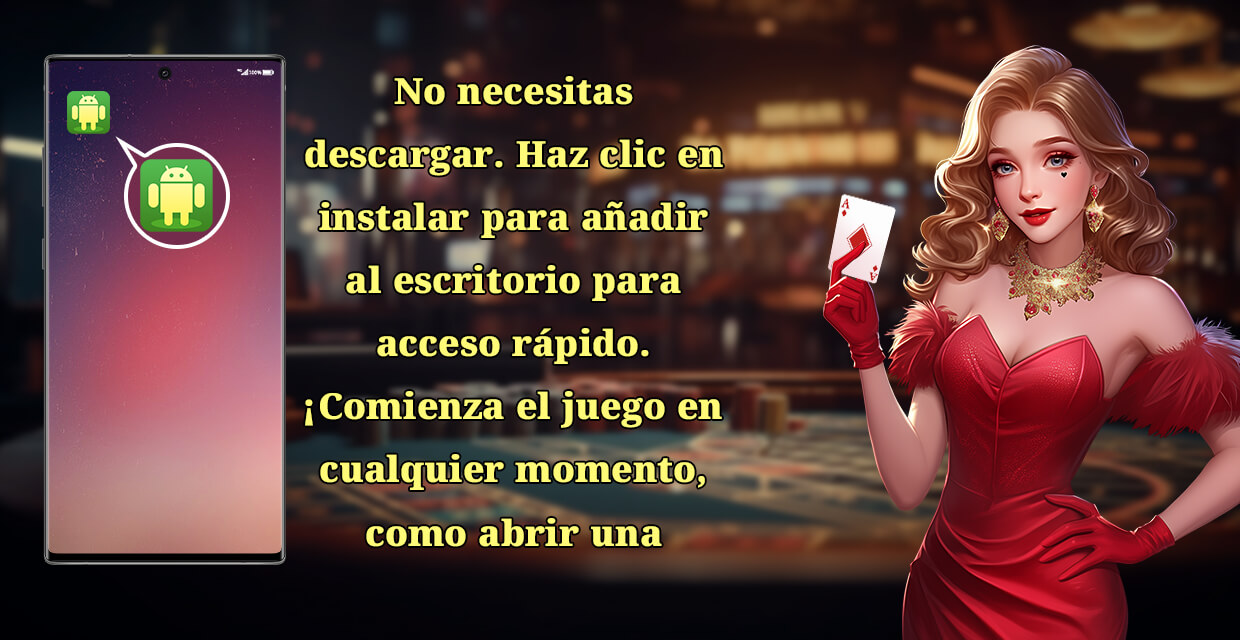 100%
No necesitas
descargar. Haz clic en
instalar para añadir
al escritorio para
acceso rápido.
¡Comienza el juego en
cualquier momento,
como abrir una
A
A